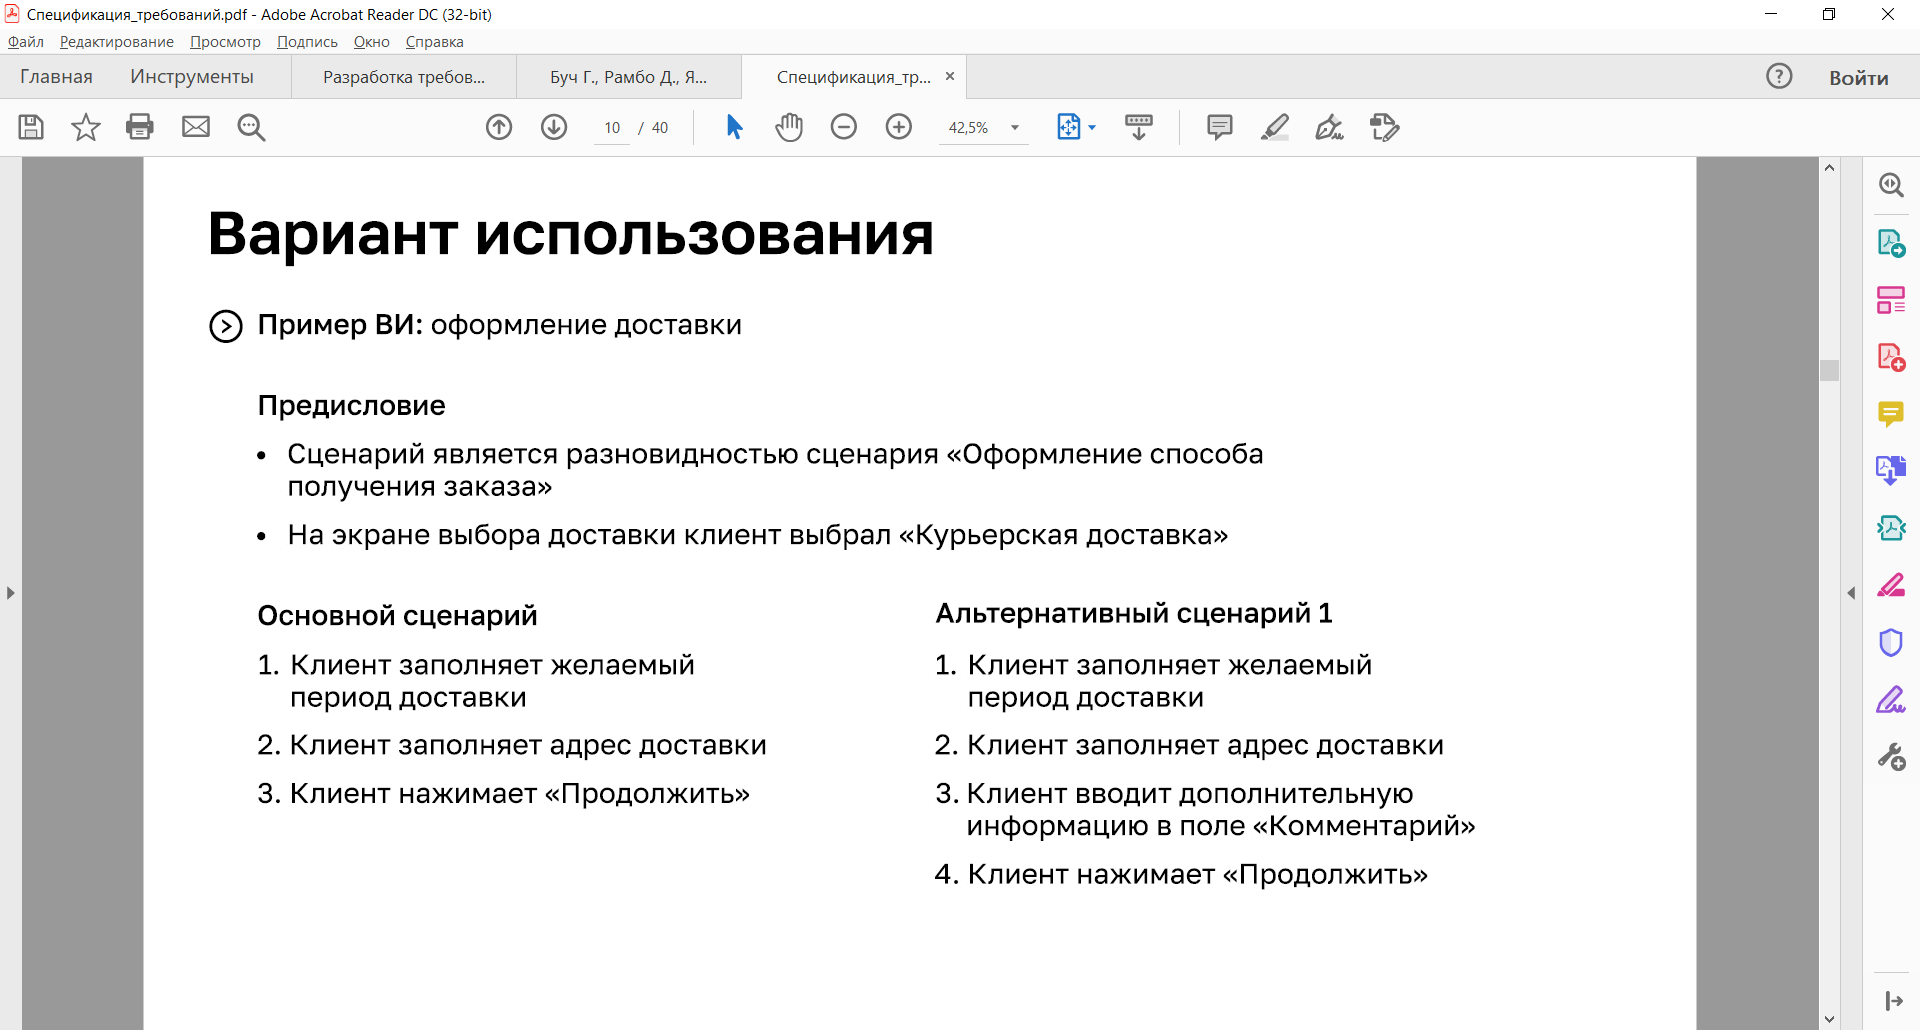 Спецификация_требований.pdf - Adobe Acrobat Reader DC (32-bit)
Файл Редактирование Просмотр Подпись Окно Справка
Главная Инструменты Разработка требов... Буч Г., Рамбо Д., Я... Спецификация_тр... Войти
10 / 40 42,5%
Вариант использования
Пример ВИ: оформление доставки
Предисловие
• Сценарий является разновидностью сценария «Оформление способа
получения заказа»
• На экране выбора доставки клиент выбрал «Курьерская доставка»
Основной сценарий
1. Клиент заполняет желаемый
период доставки
2. Клиент заполняет адрес доставки
3. Клиент нажимает «Продолжить»
Альтернативный сценарий 1
1. Клиент заполняет желаемый
период доставки
2. Клиент заполняет адрес доставки
3. Клиент вводит дополнительную
информацию в поле «Комментарий»
4. Клиент нажимает «Продолжить»